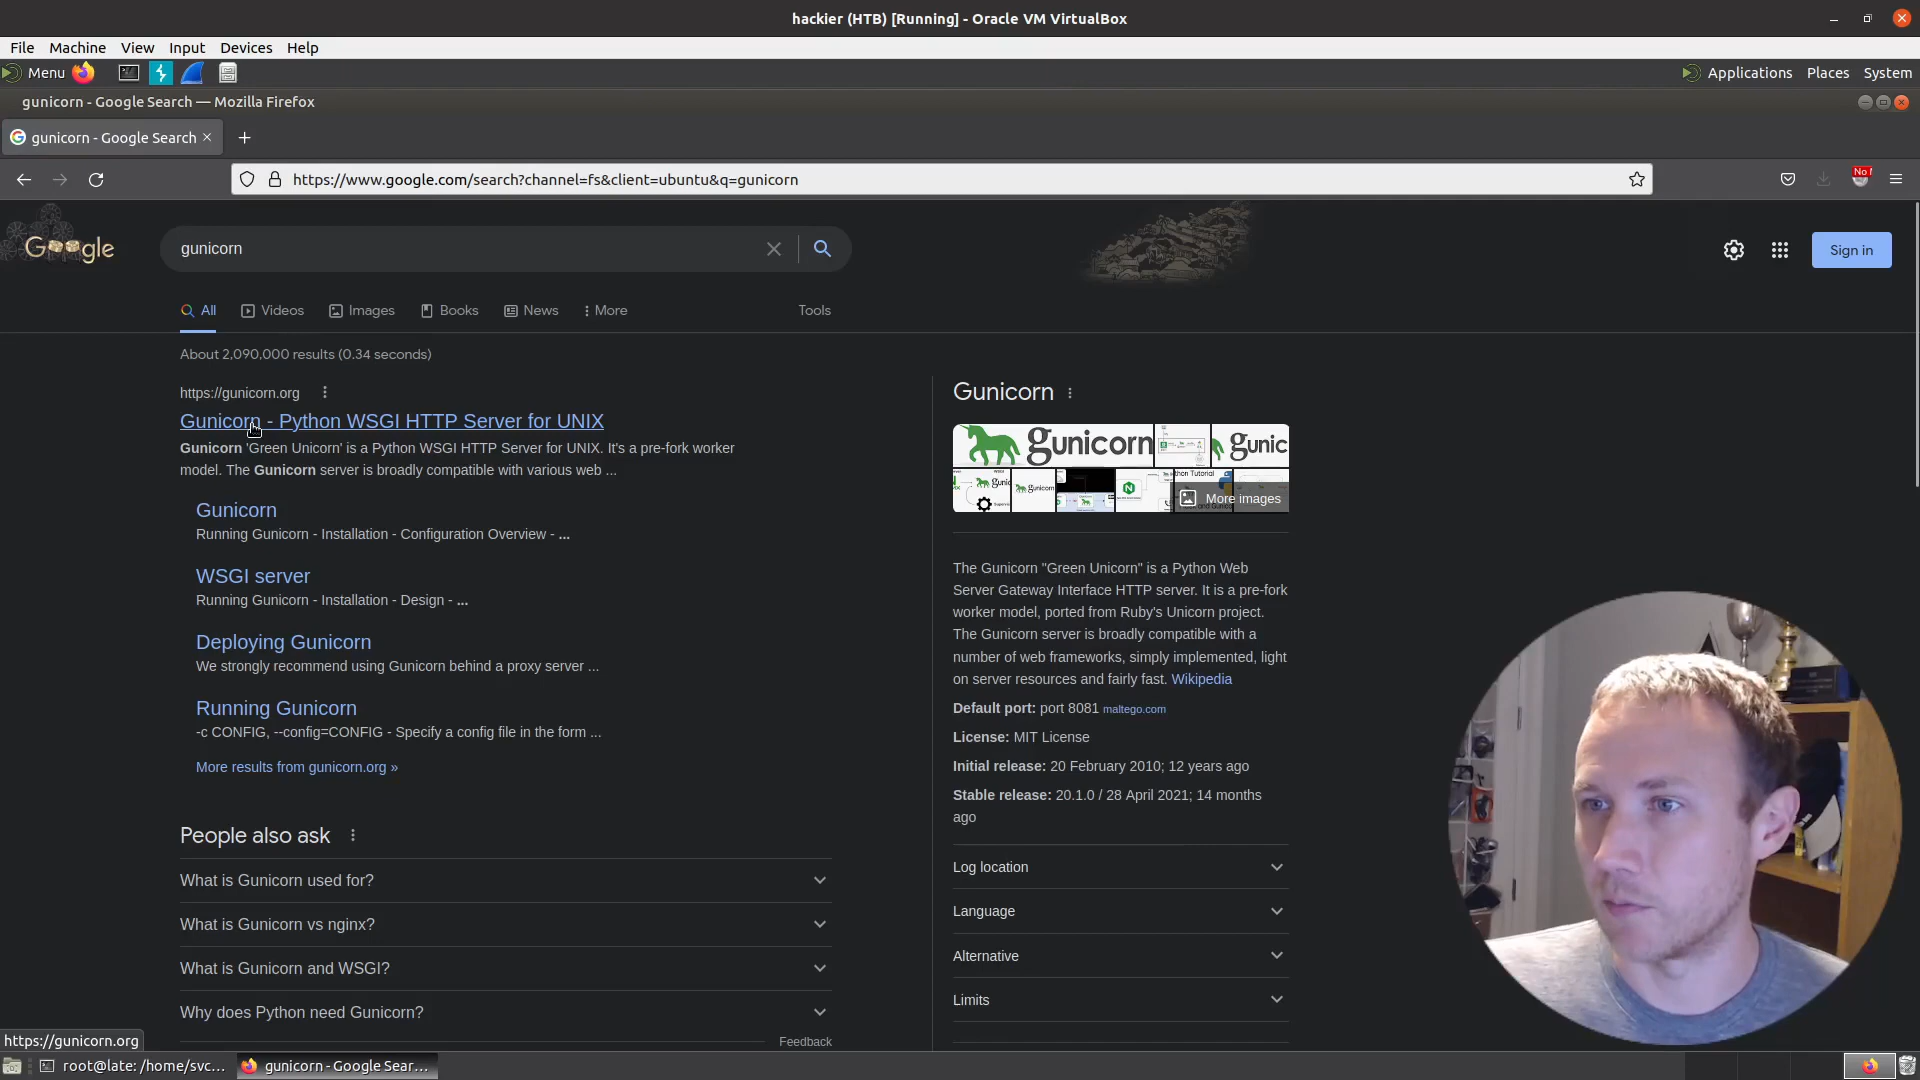 hackier (HTB) [Running] - Oracle VM VirtualBox
File Machine View Input Devices Help
Menu Applications Places System
gunicorn - Google Search — Mozilla Firefox
gunicorn - Google Search
https://www.google.com/search?channel=fs&client=ubuntu&q=gunicorn
No
Google
gunicorn
Sign in
All Videos Images Books News More Tools
About 2,090,000 results (0.34 seconds)
https://gunicorn.org
Gunicorn - Python WSGI HTTP Server for UNIX
Gunicorn 'Green Unicorn' is a Python WSGI HTTP Server for UNIX. It's a pre-fork worker
model. The Gunicorn server is broadly compatible with various web ...
Gunicorn
Running Gunicorn - Installation - Configuration Overview - ...
WSGI server
Running Gunicorn - Installation - Design - ...
Deploying Gunicorn
We strongly recommend using Gunicorn behind a proxy server ...
Running Gunicorn
-c CONFIG, --config=CONFIG - Specify a config file in the form ...
More results from gunicorn.org »
People also ask
What is Gunicorn used for?
What is Gunicorn vs nginx?
What is Gunicorn and WSGI?
Why does Python need Gunicorn?
Feedback
Gunicorn
gunicorn
gunic
gunicorn
thon Tutorial
More images
The Gunicorn "Green Unicorn" is a Python Web
Server Gateway Interface HTTP server. It is a pre-fork
worker model, ported from Ruby's Unicorn project.
The Gunicorn server is broadly compatible with a
number of web frameworks, simply implemented, light
on server resources and fairly fast. Wikipedia
Default port: port 8081 maltego.com
License: MIT License
Initial release: 20 February 2010; 12 years ago
Stable release: 20.1.0 / 28 April 2021; 14 months
ago
Log location
Language
Alternative
Limits
https://gunicorn.org
root@late: /home/svc... gunicorn - Google Sear...